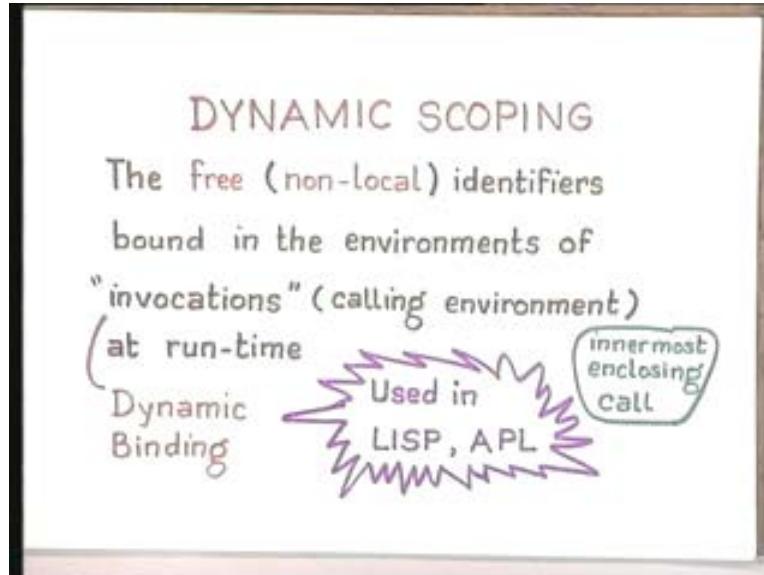 DYNAMIC SCOPING
The free (non-local) identifiers
bound in the environments of
"invocations" (calling environment)
at run-time
Dynamic
Binding
Used in
LISP, APL
innermost
enclosing
call